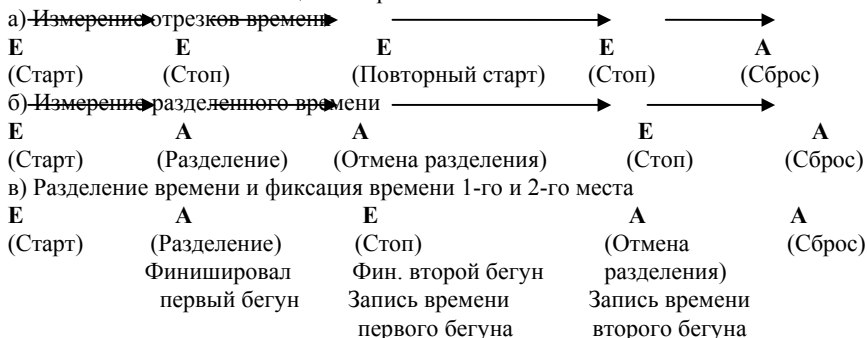 а) Измерение отрезков времени
Е Е Е Е А
(Старт) (Стоп) (Повторный старт) (Стоп) (Сброс)
б) Измерение разделенного времени
Е А А Е А
(Старт) (Разделение) (Отмена разделения) (Стоп) (Сброс)
в) Разделение времени и фиксация времени 1-го и 2-го места
Е А Е А А
(Старт) (Разделение) (Стоп) (Отмена (Сброс)
Финишировал Фин. второй бегун разделения)
первый бегун Запись времени Запись времени
первого бегуна второго бегуна